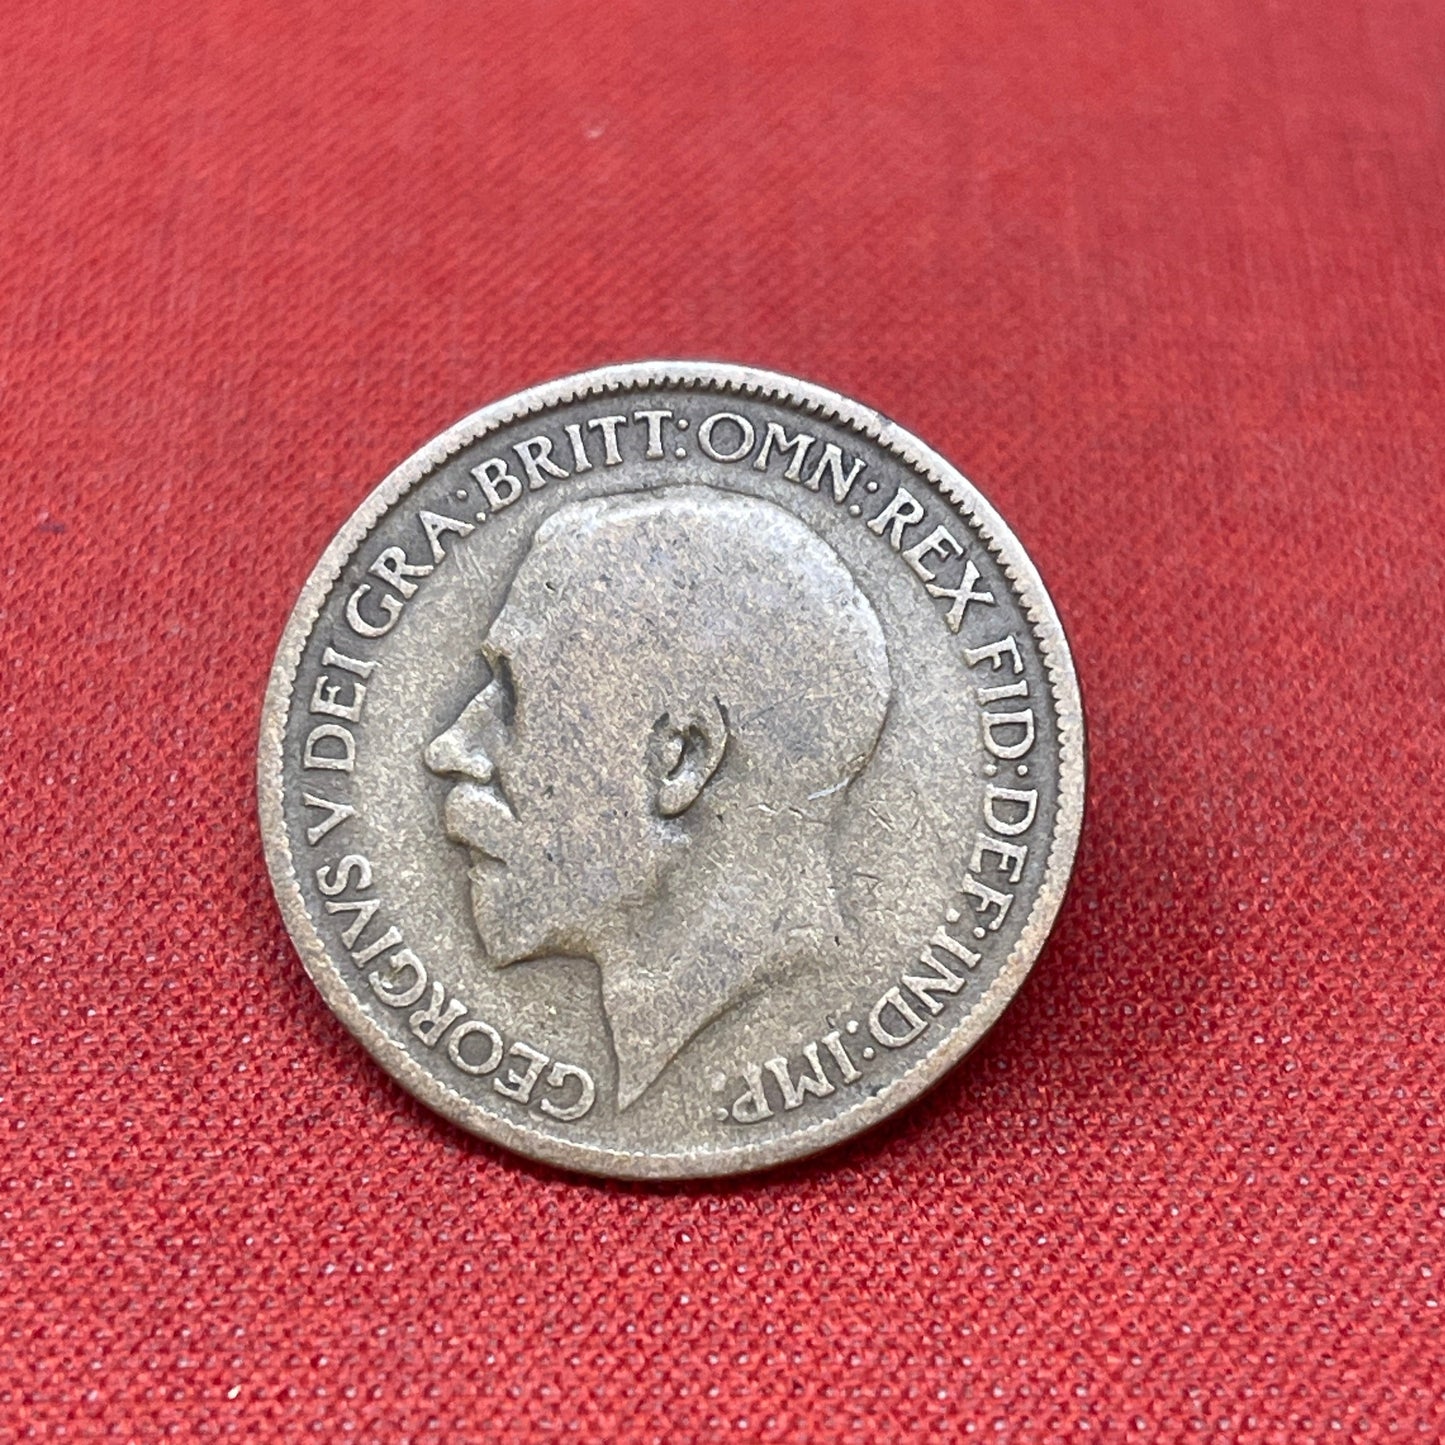 GEORGIVS V DEI GRA: BRITT: OMN: REX FID: DEF: IND: IMP: